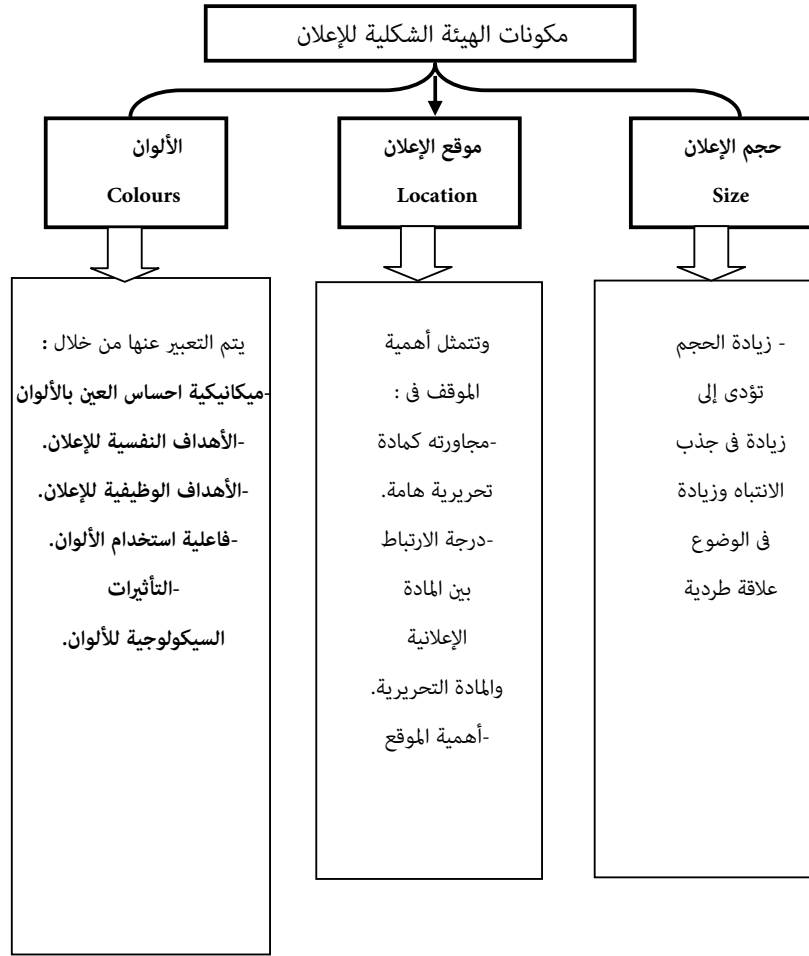 مكونات الهيئة الشكلية للإعلان
حجم الإعلان
Size
موقع الإعلان
Location
الألوان
Colours
- زيادة الحجم
تؤدى إلى
زيادة فى جذب
الانتباه وزيادة
فى الوضوع
علاقة طردية
وتتمثل أهمية
الموقف فى :
-مجاورته كمادة
تحريرية هامة.
-درجة الارتباط
بين المادة
الإعلانية
والمادة التحريرية.
-أهمية الموقع
يتم التعبير عنها من خلال :
-ميكانيكية احساس العين بالألوان
-الأهداف النفسية للإعلان.
-الأهداف الوظيفية للإعلان.
-فاعلية استخدام الألوان.
-التأثيرات
السيكولوجية للألوان.